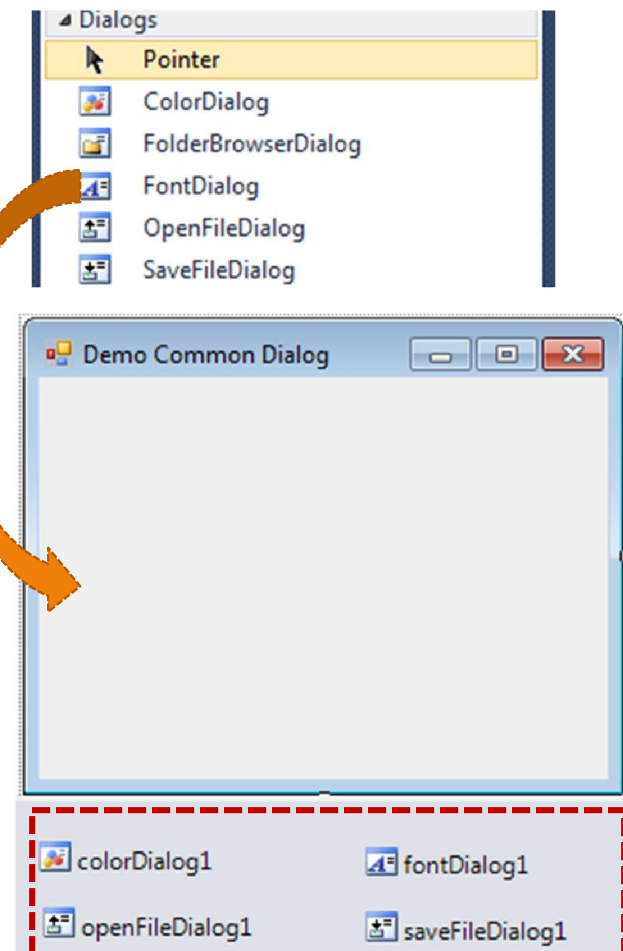 Dialogs
Pointer
ColorDialog
FolderBrowserDialog
FontDialog
OpenFileDialog
SaveFileDialog
Demo Common Dialog
colorDialog1 fontDialog1
openFileDialog1 saveFileDialog1